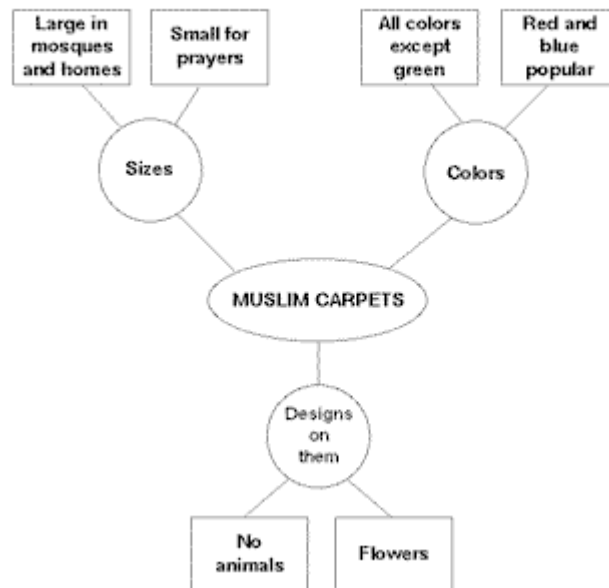 Large in
mosques
and homes
Small for
prayers
All colors
except
green
Red and
blue
popular
Sizes
Colors
MUSLIM CARPETS
Designs
on
them
No
animals
Flowers